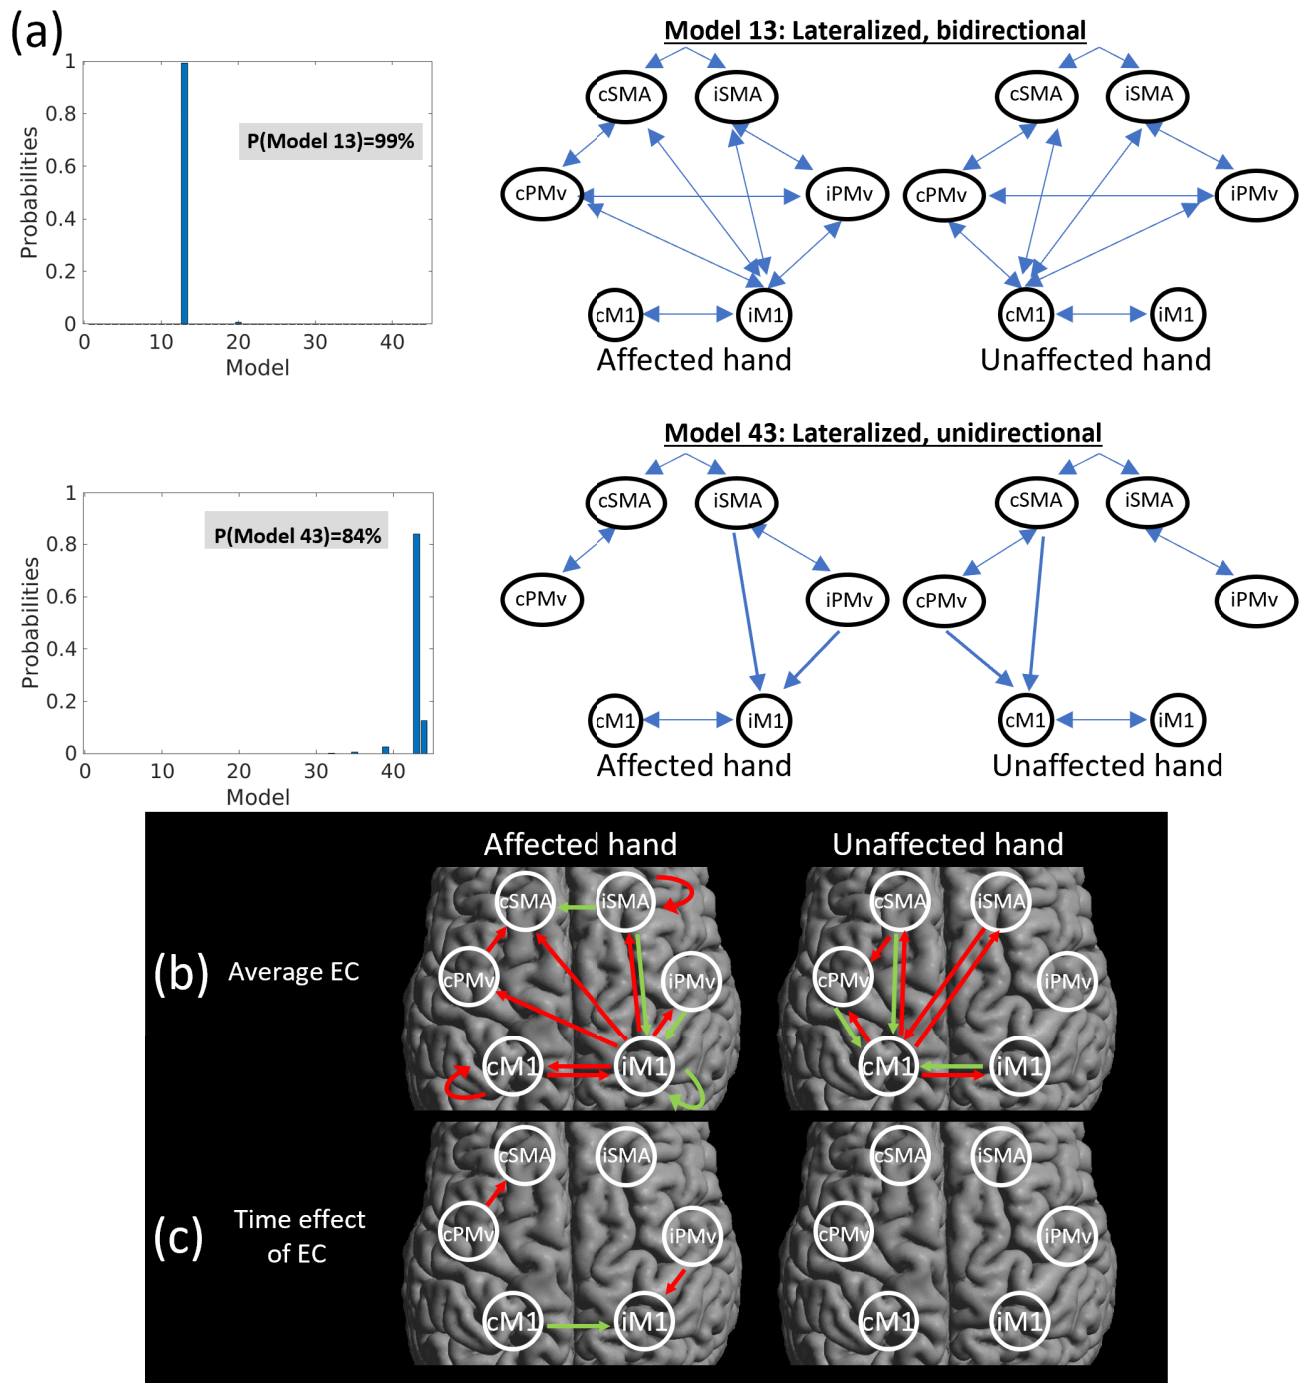 (a)
Model 13: Lateralized, bidirectional
1
0.8
0.6
0.4
0.2
0
Probabilities
P(Model 13)=99%
0 10 20 30 40
Model
cSMA iSMA
cPMv iPMv
cM1 iM1
Affected hand
cSMA iSMA
cPMv iPMv
cM1 iM1
Unaffected hand
Model 43: Lateralized, unidirectional
1
0.8
0.6
0.4
0.2
0
Probabilities
P(Model 43)=84%
0 10 20 30 40
Model
cSMA iSMA
cPMv iPMv
cM1 iM1
Affected hand
cSMA iSMA
cPMv iPMv
cM1 iM1
Unaffected hand
Affected hand Unaffected hand
(b) Average EC
cSMA iSMA
cPMv iPMv
cM1 iM1
cSMA iSMA
cPMv iPMv
cM1 iM1
(c) Time effect
of EC
cSMA iSMA
cPMv iPMv
cM1 iM1
cSMA iSMA
cPMv iPMv
cM1 iM1